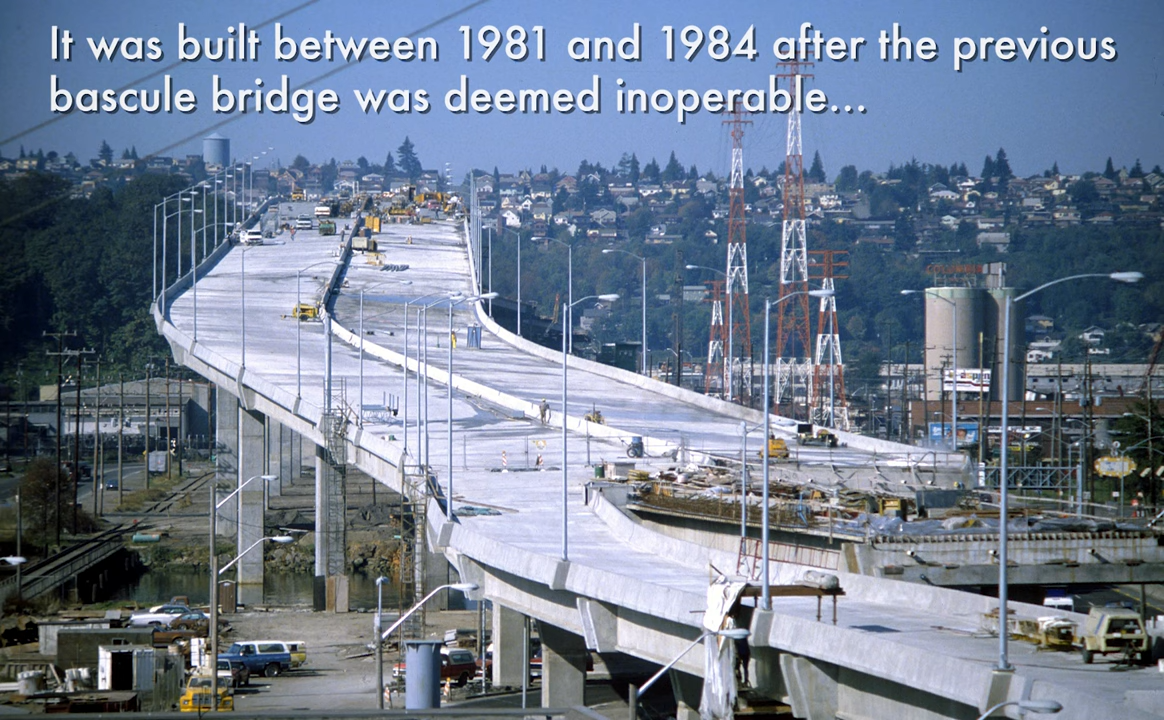 It was built between 1981 and 1984 after the previous
bascule bridge was deemed inoperable...